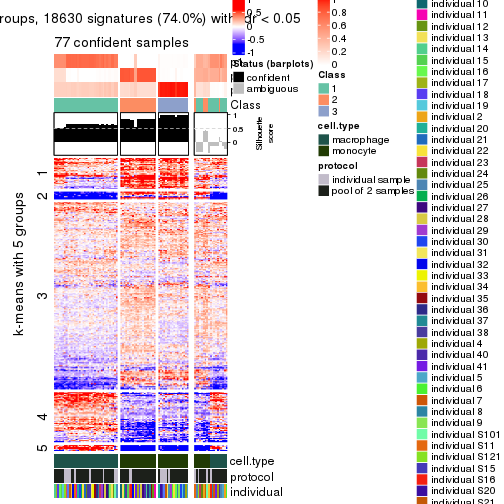 roups, 18630 signatures (74.0%) with
r < 0.05
77 confident samples
Class
Silhouette
score
1
0.5
0
k-means with 5 groups
1
2
3
4
5
cell.type
protocol
individual
1
0.5
-0.5
-1
Status (barplots)
confident
ambiguous
0.8
0.6
0.4
0.2
0
Class
1
2
3
cell.type
macrophage
monocyte
protocol
individual sample
pool of 2 samples
individual 10
individual 11
individual 12
individual 13
individual 14
individual 15
individual 16
individual 17
individual 18
individual 19
individual 2
individual 20
individual 21
individual 22
individual 23
individual 24
individual 25
individual 26
individual 27
individual 28
individual 29
individual 30
individual 31
individual 32
individual 33
individual 34
individual 35
individual 36
individual 37
individual 38
individual 4
individual 40
individual 41
individual 5
individual 6
individual 7
individual 8
individual 9
individual S101
individual S11
individual S121
individual S15
individual S16
individual S20
individual S21